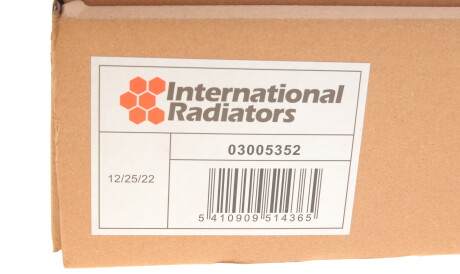 International
Radiators
03005352
12/25/22
5 410909 514365